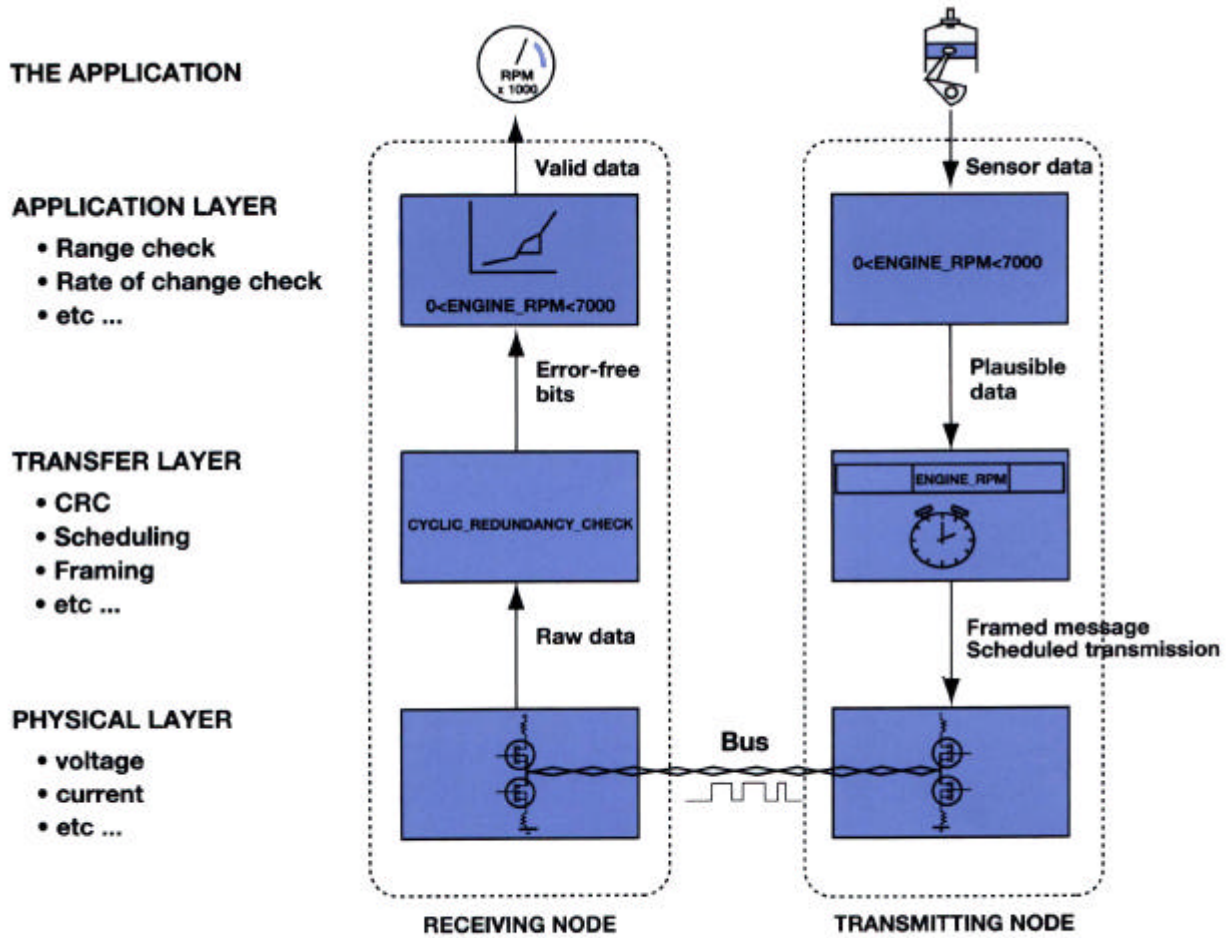 THE APPLICATION
RPM
x 1000
Valid data
Sensor data
APPLICATION LAYER
• Range check
• Rate of change check
• etc ...
0<ENGINE_RPM<7000
0<ENGINE_RPM<7000
Error-free
bits
Plausible
data
TRANSFER LAYER
• CRC
• Scheduling
• Framing
• etc ...
CYCLIC_REDUNDANCY_CHECK
ENGINE_RPM
Raw data
Framed message
Scheduled transmission
PHYSICAL LAYER
• voltage
• current
• etc ...
Bus
RECEIVING NODE
TRANSMITTING NODE